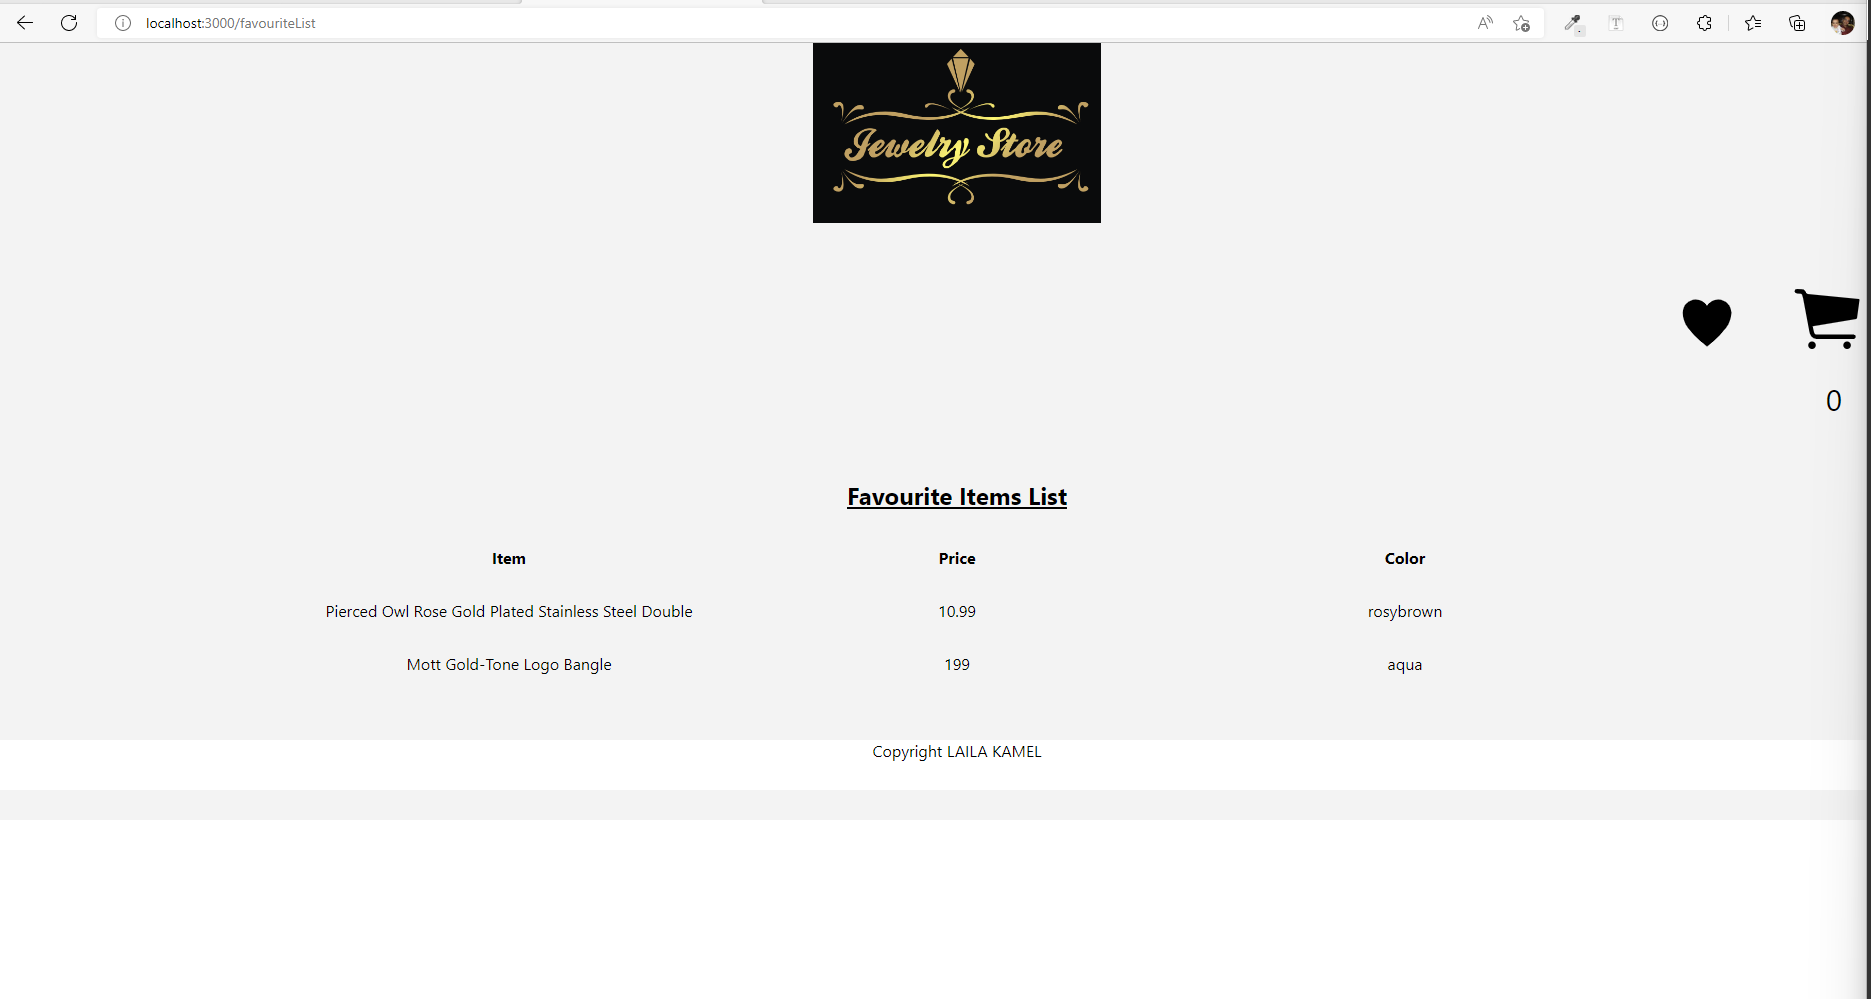 localhost:3000/favouriteList
Jewelry Store
0
Favourite Items List
Item Price Color
Pierced Owl Rose Gold Plated Stainless Steel Double 10.99 rosybrown
Mott Gold-Tone Logo Bangle 199 aqua
Copyright LAILA KAMEL